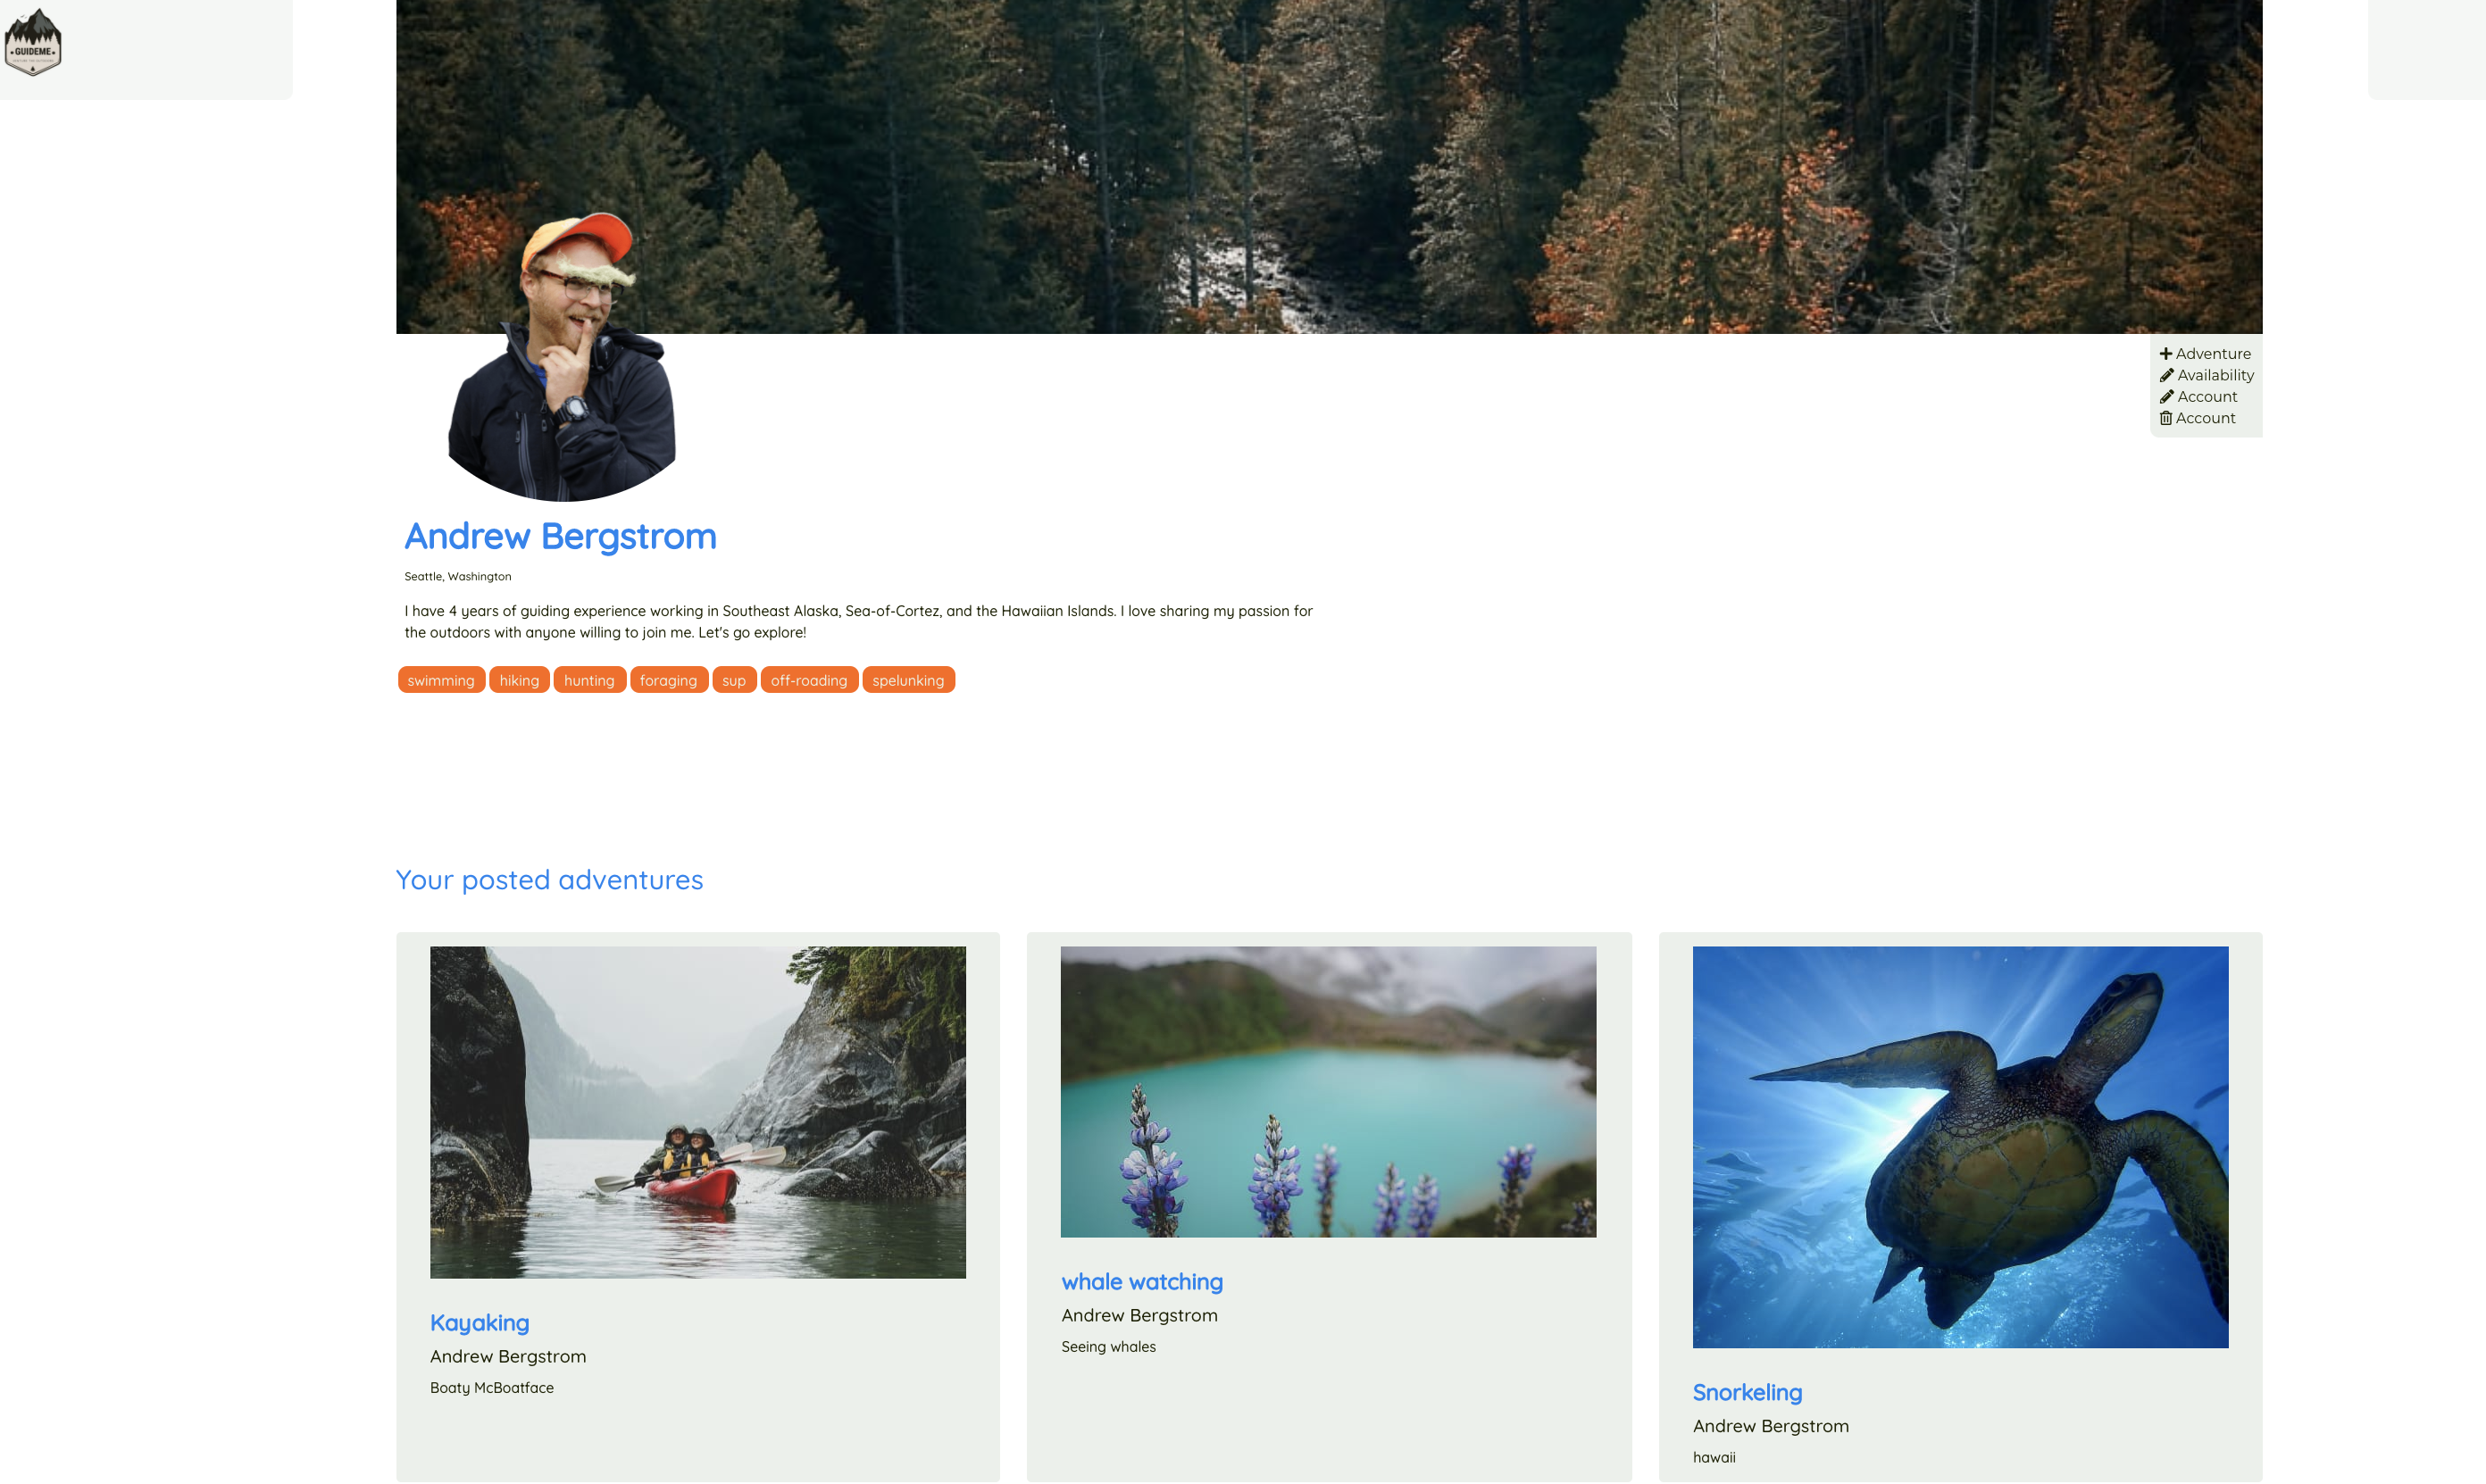 GUIDEME
Adventure
Availability
Account
Account
Andrew Bergstrom
Seattle, Washington
I have 4 years of guiding experience working in Southeast Alaska, Sea-of-Cortez, and the Hawaiian Islands. I love sharing my passion for
the outdoors with anyone willing to join me. Let's go explore!
swimming hiking hunting foraging sup off-roading spelunking
Your posted adventures
Kayaking
Andrew Bergstrom
Boaty McBoatface
whale watching
Andrew Bergstrom
Seeing whales
Snorkeling
Andrew Bergstrom
hawaii